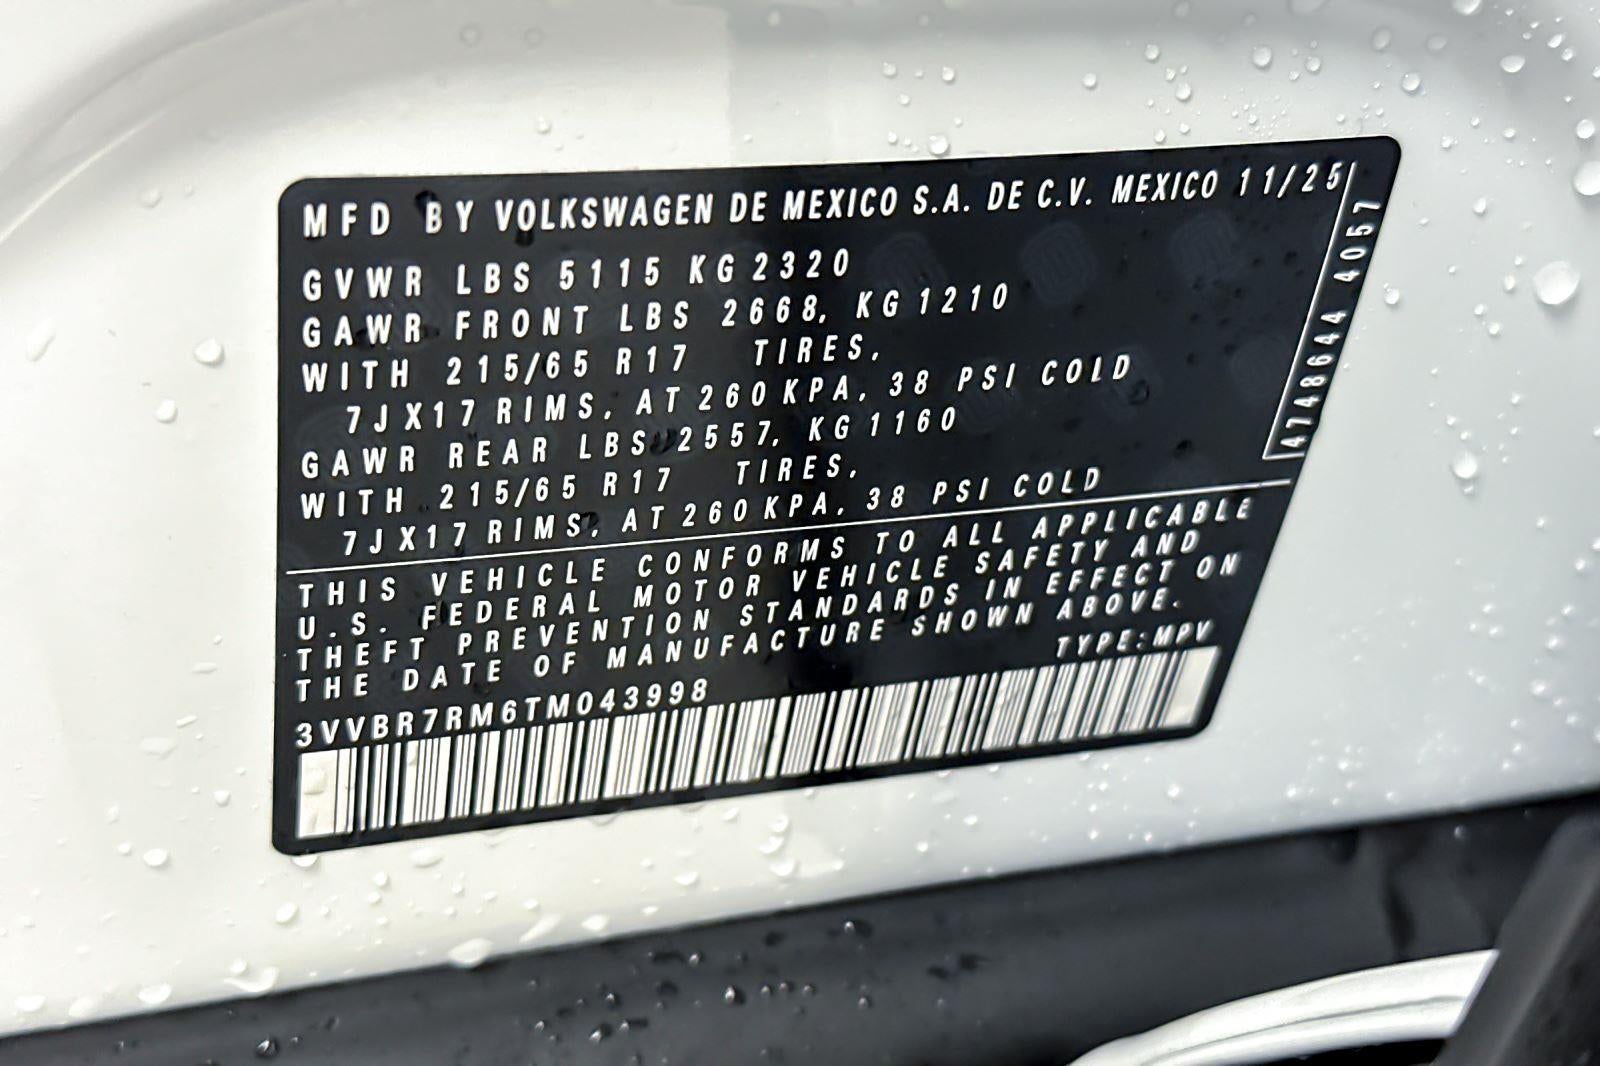 MFD BY VOLKSWAGEN DE MEXICO S.A. DE C.V. MEXICO 11/25
GVWR LBS 5115 KG 2320
GAWR FRONT LBS 2668, KG 1210
WITH 215/65 R17 TIRES,
7JX17 RIMS, AT 260 KPA, 38 PSI COLD
GAWR REAR LBS 2557, KG 1160
WITH 215/65 R17 TIRES,
7JX17 RIMS, AT 260 KPA, 38 PSI COLD
4748644 4057
THIS VEHICLE CONFORMS TO ALL APPLICABLE
U.S. FEDERAL MOTOR VEHICLE SAFETY AND
THEFT PREVENTION STANDARDS IN EFFECT ON
THE DATE OF MANUFACTURE SHOWN ABOVE.
TYPE:MPV
3VVBR7RM6TM043998